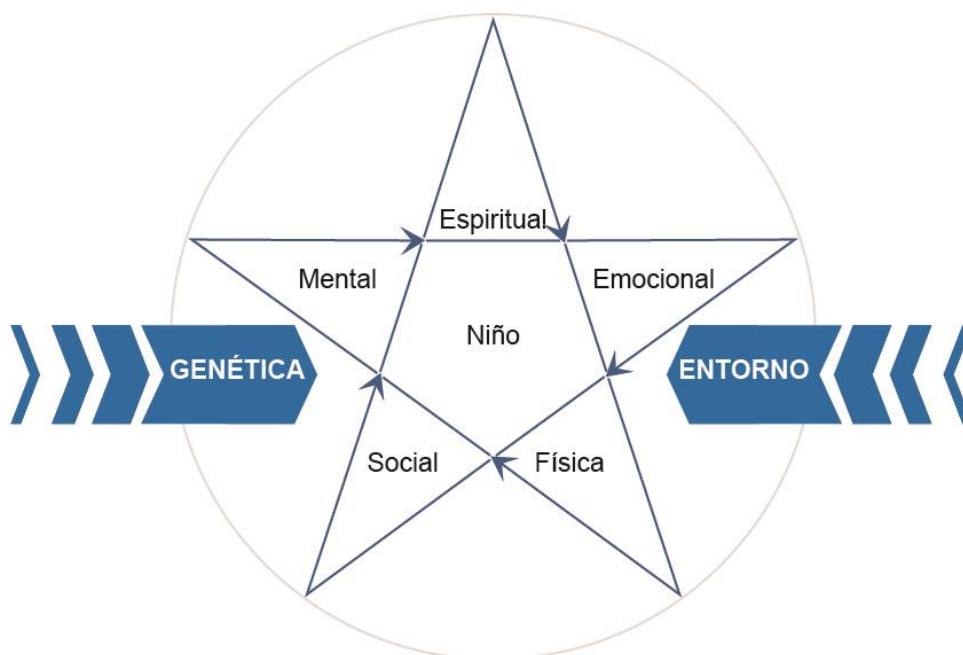 Espiritual
Mental
Emocional
Niño
GENÉTICA
ENTORNO
Social
Física